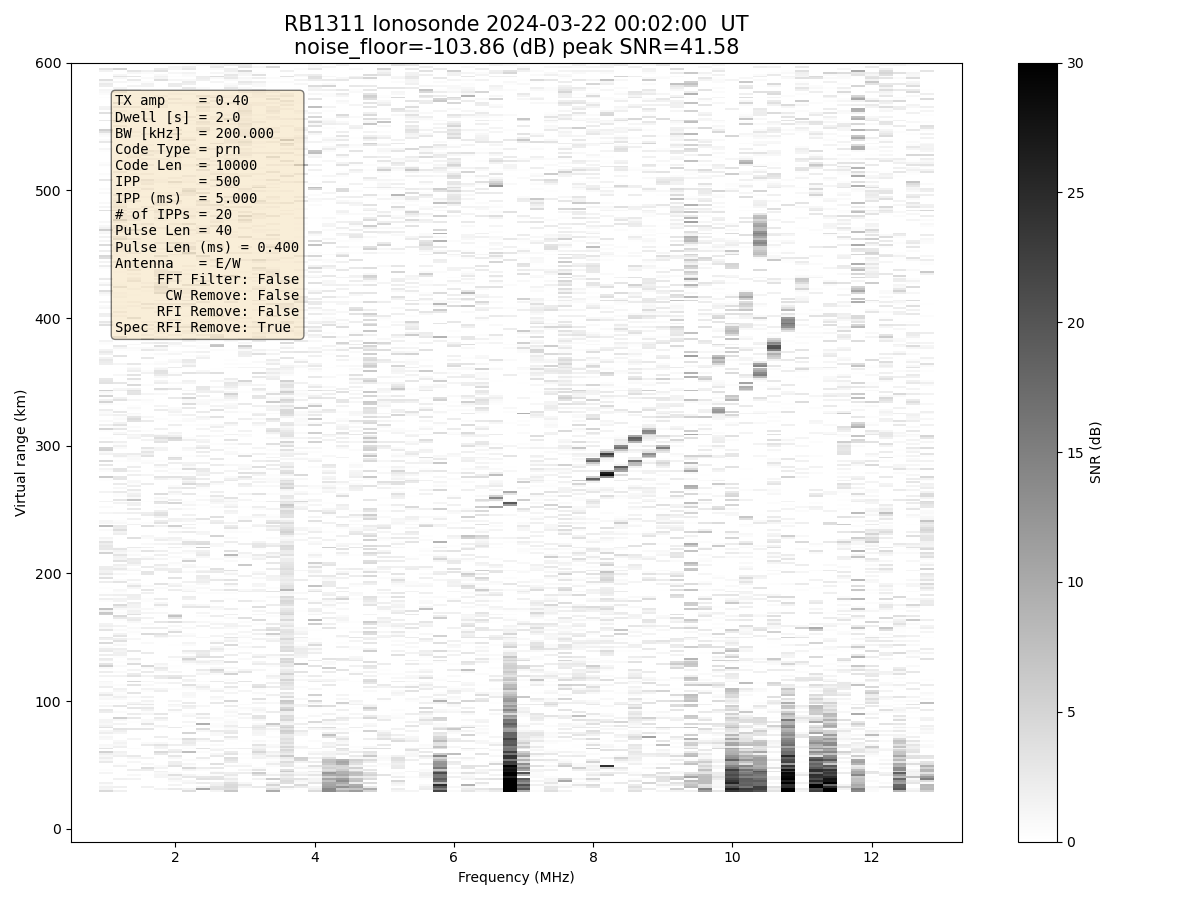 RB1311 Ionosonde 2024-03-22 00:02:00  UT
noise_floor=-103.86 (dB) peak SNR=41.58
TX amp    = 0.40
Dwell [s] = 2.0
BW [kHz]  = 200.000
Code Type = prn
Code Len  = 10000
IPP       = 500
IPP (ms)  = 5.000
# of IPPs = 20
Pulse Len = 40
Pulse Len (ms) = 0.400
Antenna   = E/W
FFT Filter: False
CW Remove: False
RFI Remove: False
Spec RFI Remove: True
Virtual range (km)
600
500
400
300
200
100
0
2 4 6 8 10 12
Frequency (MHz)
30
25
20
15
10
5
0
SNR (dB)